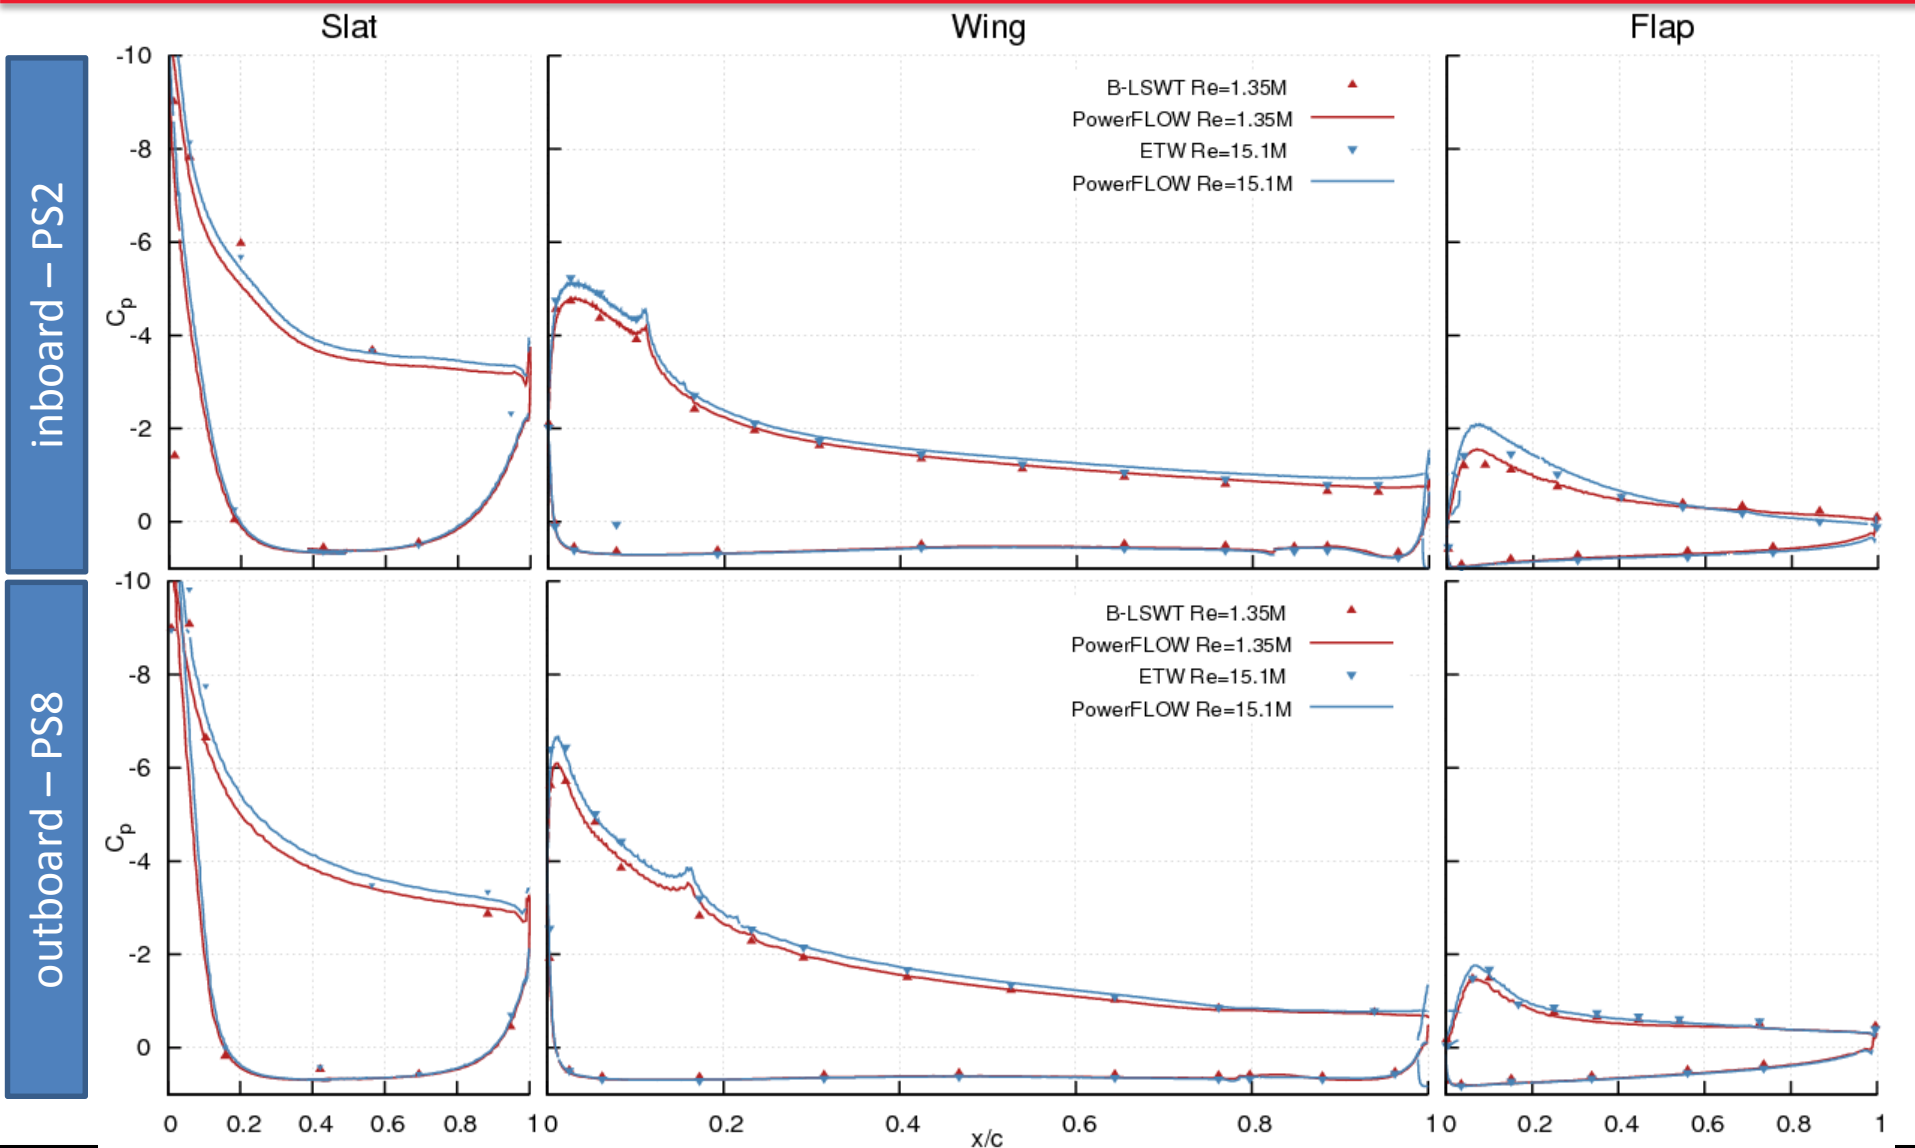 Slat Wing Flap
inboard – PS2
-10
-8
-6
-4
-2
0
Cp
B-LSWT Re=1.35M
PowerFLOW Re=1.35M
ETW Re=15.1M
PowerFLOW Re=15.1M
outboard – PS8
-10
-8
-6
-4
-2
0
Cp
B-LSWT Re=1.35M
PowerFLOW Re=1.35M
ETW Re=15.1M
PowerFLOW Re=15.1M
0 0.2 0.4 0.6 0.8 1 0 0.2 0.4 0.6 0.8 1 0 0.2 0.4 0.6 0.8 1
x/c